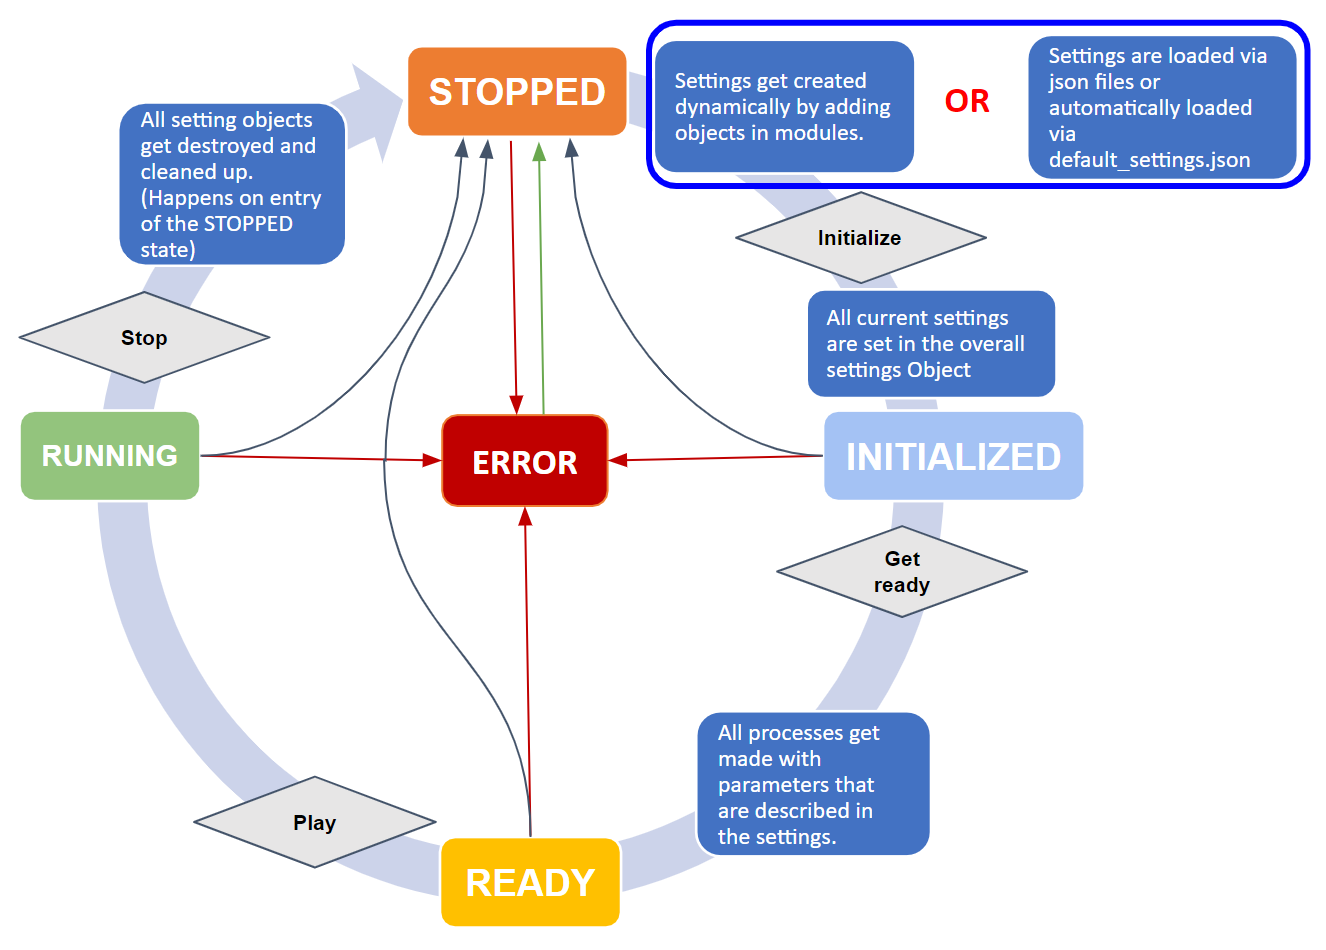 STOPPED
Settings get created
dynamically by adding
objects in modules.
OR
Settings are loaded via
json files or
automatically loaded
via
default_settings.json
All setting objects
get destroyed and
cleaned up.
(Happens on entry
of the STOPPED
state)
Initialize
Stop
All current settings
are set in the overall
settings Object
RUNNING
ERROR
INITIALIZED
Get
ready
All processes get
made with
parameters that
are described in
the settings.
Play
READY